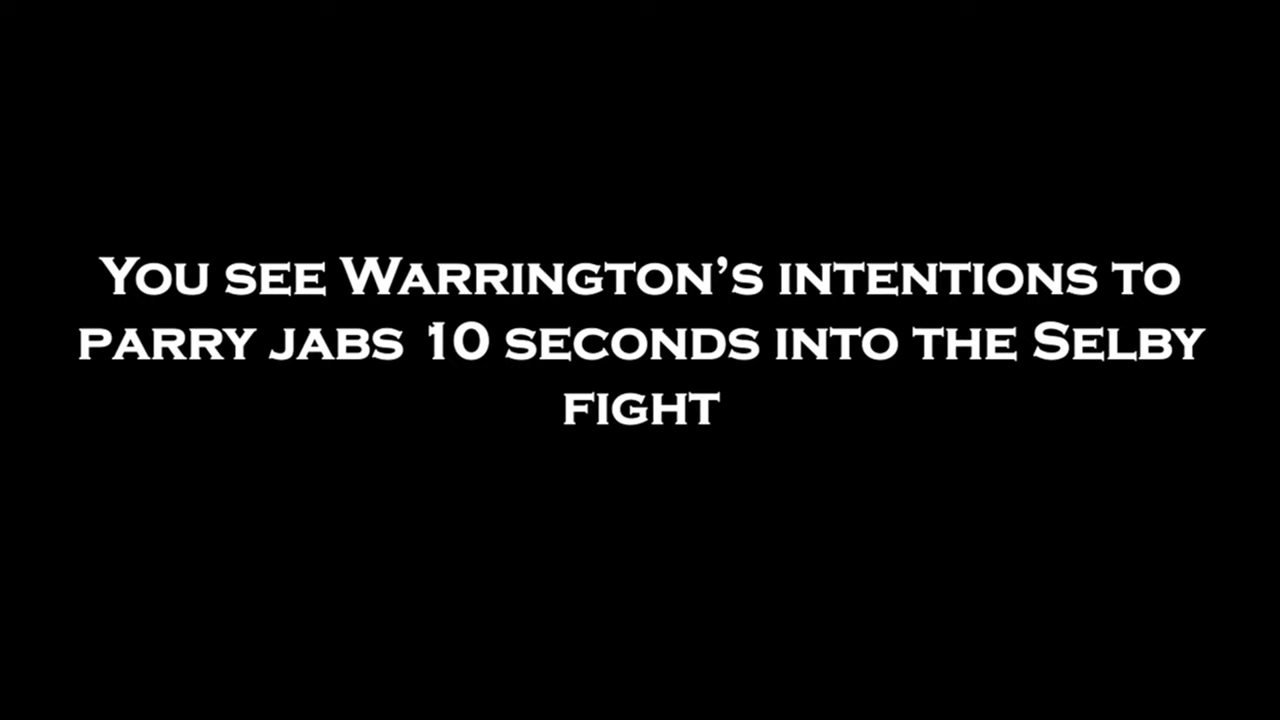 You see Warrington’s intentions to
parry jabs 10 seconds into the Selby
fight